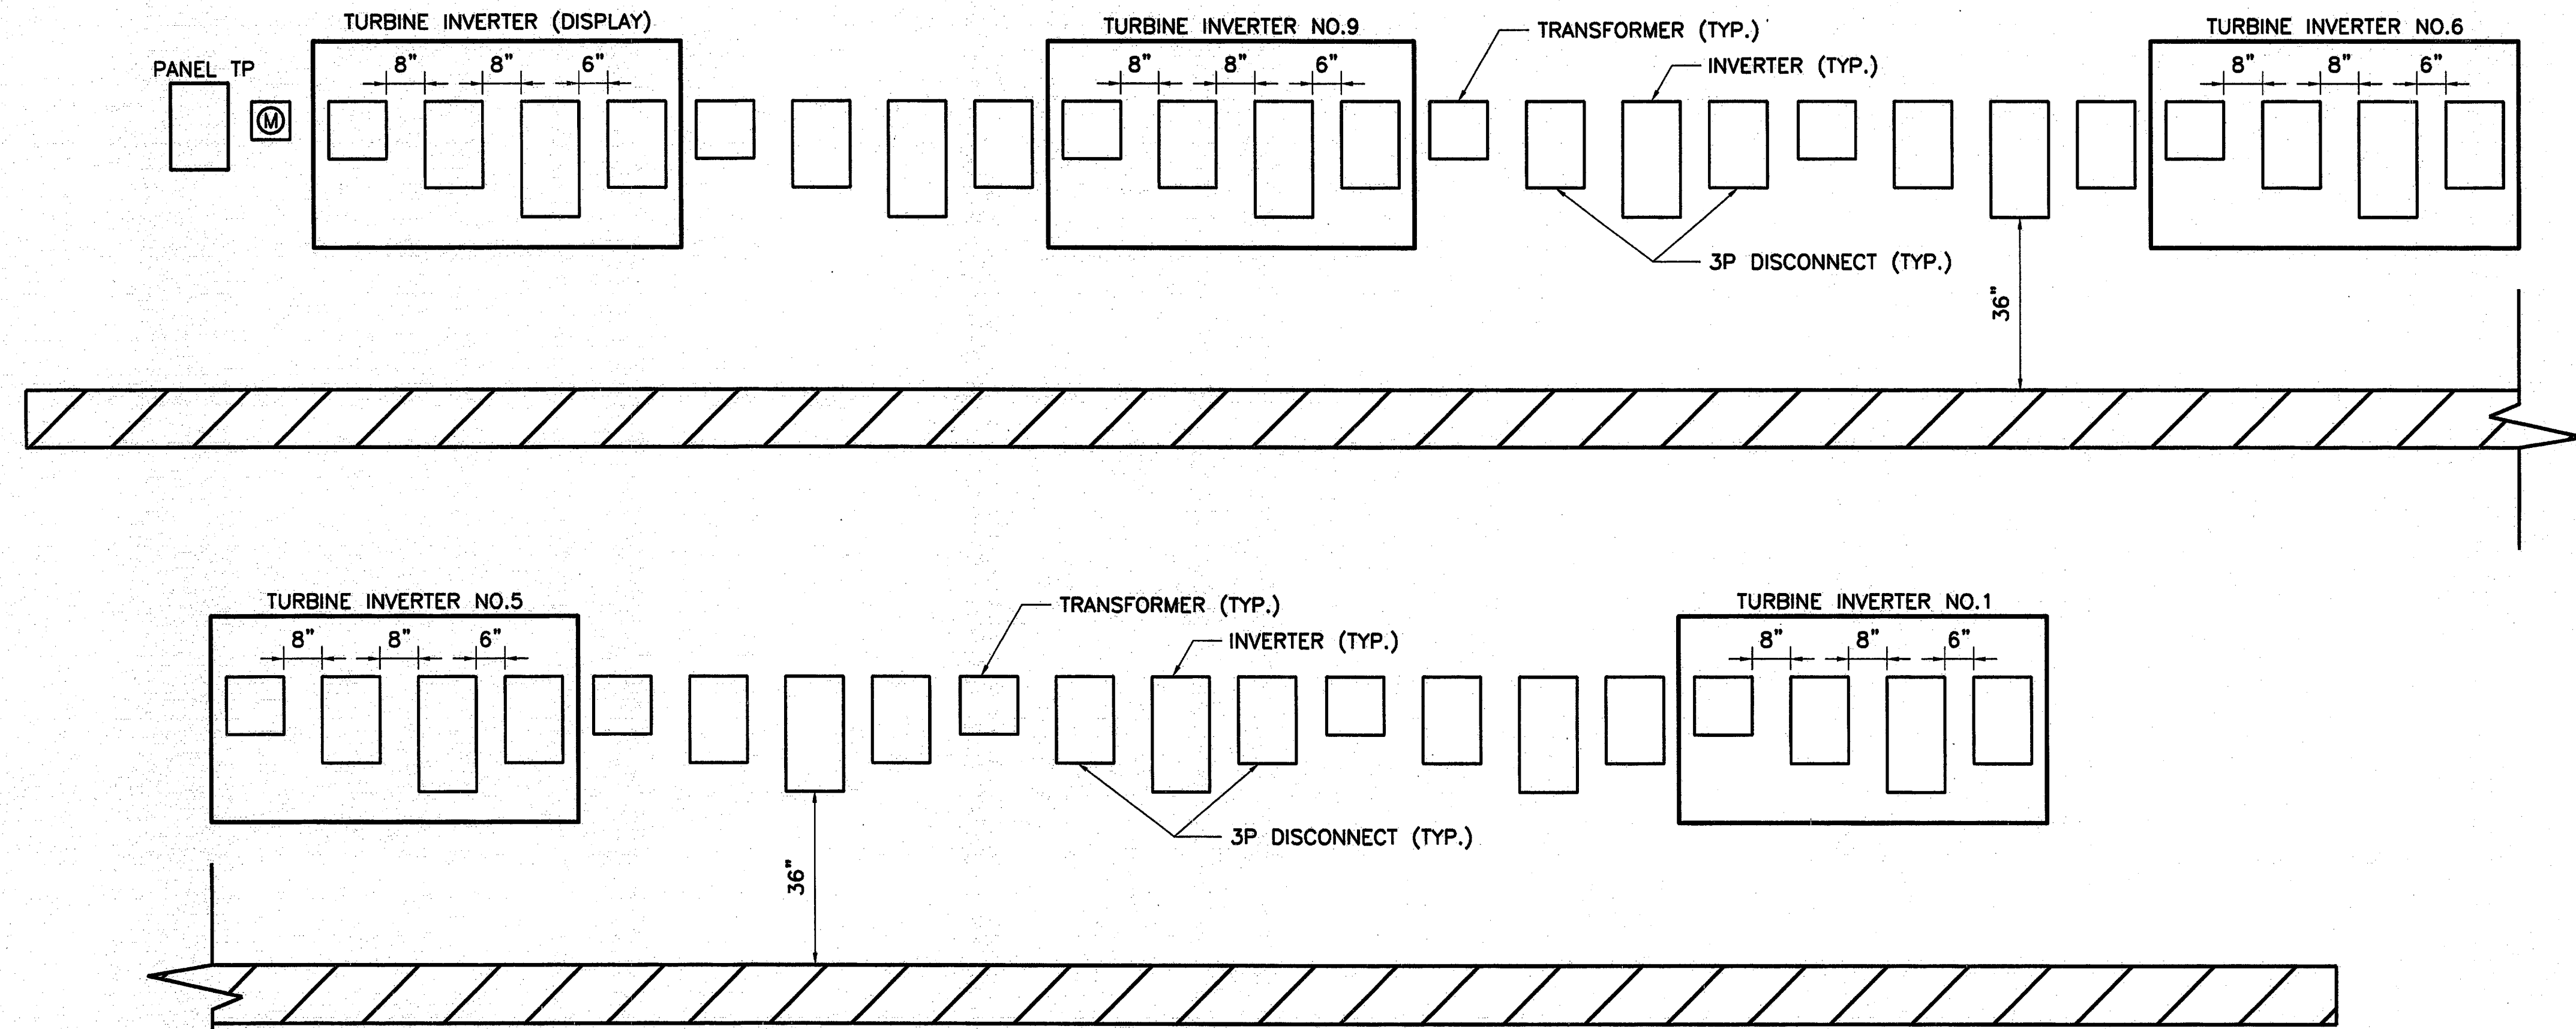 TURBINE INVERTER (DISPLAY)
TURBINE INVERTER NO.9
TRANSFORMER (TYP.)
TURBINE INVERTER NO.6
PANEL TP
8" 8" 6"
8" 8" 6"
INVERTER (TYP.)
8" 8" 6"
M
3P DISCONNECT (TYP.)
36"
TURBINE INVERTER NO.5
TRANSFORMER (TYP.)
TURBINE INVERTER NO.1
8" 8" 6"
INVERTER (TYP.)
8" 8" 6"
3P DISCONNECT (TYP.)
36"